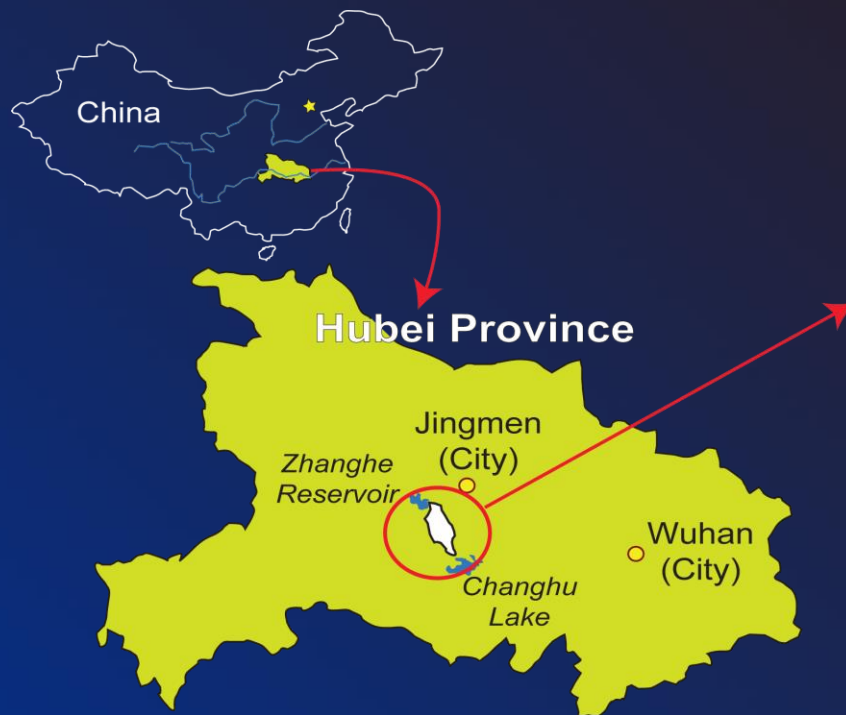 China
Hubei Province
Jingmen
(City)
Zhanghe
Reservoir
Wuhan
(City)
Changhu
Lake